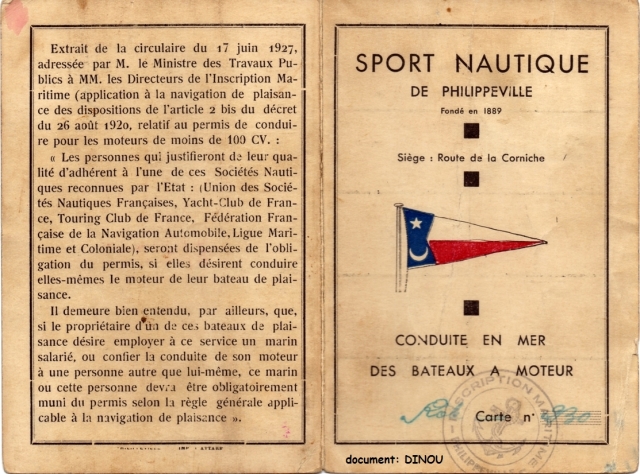 Extrait de la circulaire du 17 juin 1927,
adressée par M. le Ministre des Travaux Pu-
blics à MM. les Directeurs de l'Inscription Ma-
ritime (application à la navigation de plaisan-
ce des dispositions de l'article 2 bis du décret
du 26 août 1920, relatif au permis de condui-
re pour les moteurs de moins de 100 CV. :
« Les personnes qui justifieront de leur qua-
lité d'adhérent à l'une de ces Sociétés Nauti-
ques reconnues par l'Etat : (Union des Socié-
tés Nautiques Françaises, Yacht-Club de Fran-
ce, Touring Club de France, Fédération Fran-
çaise de la Navigation Automobile, Ligue Mari-
time et Coloniale), seront dispensées de l'obli-
gation du permis, si elles désirent conduire
elles-mêmes le moteur de leur bateau de plai-
sance.
Il demeure bien entendu, par ailleurs, que,
si le propriétaire d'un de ces bateaux de plai-
sance désire employer à ce service un marin
salarié, ou confier la conduite de son moteur
à une personne autre que lui-même, ce marin
ou cette personne devra être obligatoirement
muni du permis selon la règle générale appli-
cable à la navigation de plaisance ».
SPORT NAUTIQUE
DE PHILIPPEVILLE
Fondé en 1889
Siège : Route de la Corniche
CONDUITE EN MER
DES BATEAUX A MOTEUR
Carte n°
INSCRIPTION MARITIME
PHILIPPEVILLE
document: DINOU